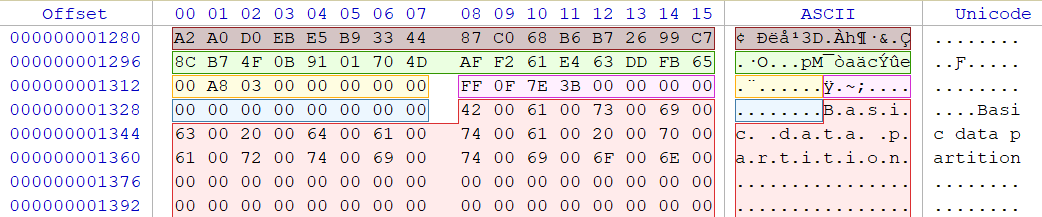 Offset 00 01 02 03 04 05 06 07 08 09 10 11 12 13 14 15 ASCII Unicode
000000001280 A2 A0 D0 EB E5 B9 33 44 87 C0 68 B6 B7 26 99 C7 ¢ Ðëå¹3D.Àh¶·&.Ç ........
000000001296 8C B7 4F 0B 91 01 70 4D AF F2 61 E4 63 DD FB 65 .·O...pM¯òaäcÝûe ..Ƒ.....
000000001312 00 A8 03 00 00 00 00 00 FF 0F 7E 3B 00 00 00 00 .¨......ÿ.~;.... ........
000000001328 00 00 00 00 00 00 00 00 42 00 61 00 73 00 69 00 ........B.a.s.i. ....Basi
000000001344 63 00 20 00 64 00 61 00 74 00 61 00 20 00 70 00 c. .d.a.t.a. .p. c data p
000000001360 61 00 72 00 74 00 69 00 74 00 69 00 6F 00 6E 00 a.r.t.i.t.i.o.n. artition
000000001376 00 00 00 00 00 00 00 00 00 00 00 00 00 00 00 00 ................ ........
000000001392 00 00 00 00 00 00 00 00 00 00 00 00 00 00 00 00 ................ ........